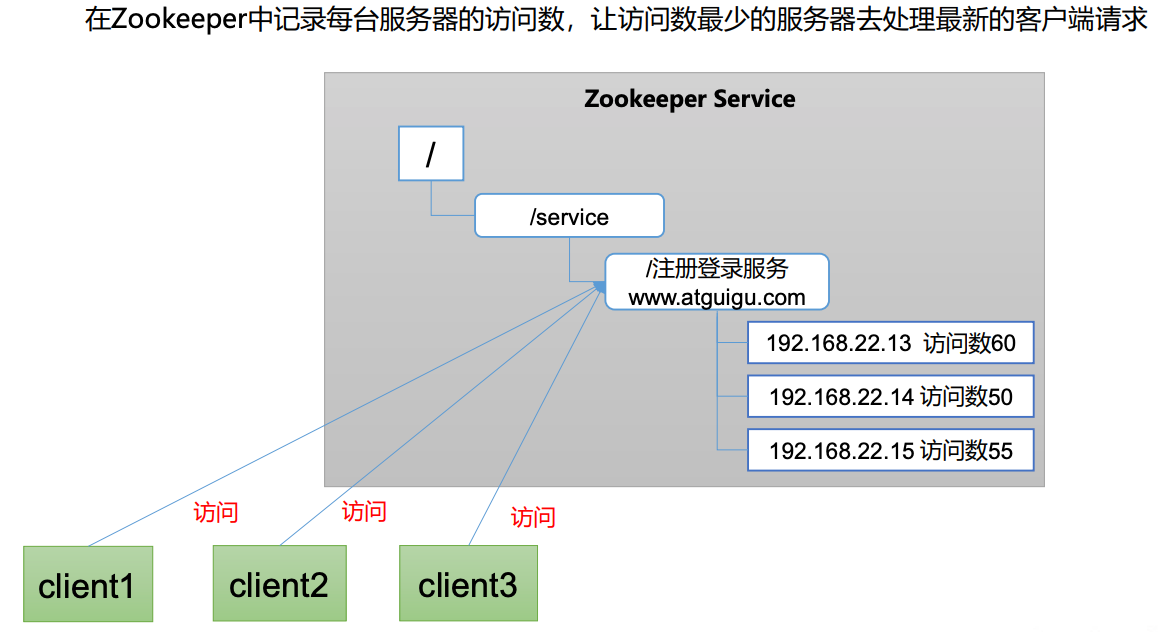 在Zookeeper中记录每台服务器的访问数，让访问数最少的服务器去处理最新的客户端请求
Zookeeper Service
/
/service
/注册登录服务
www.atguigu.com
192.168.22.13 访问数60
192.168.22.14 访问数50
192.168.22.15 访问数55
访问
访问
访问
client1
client2
client3